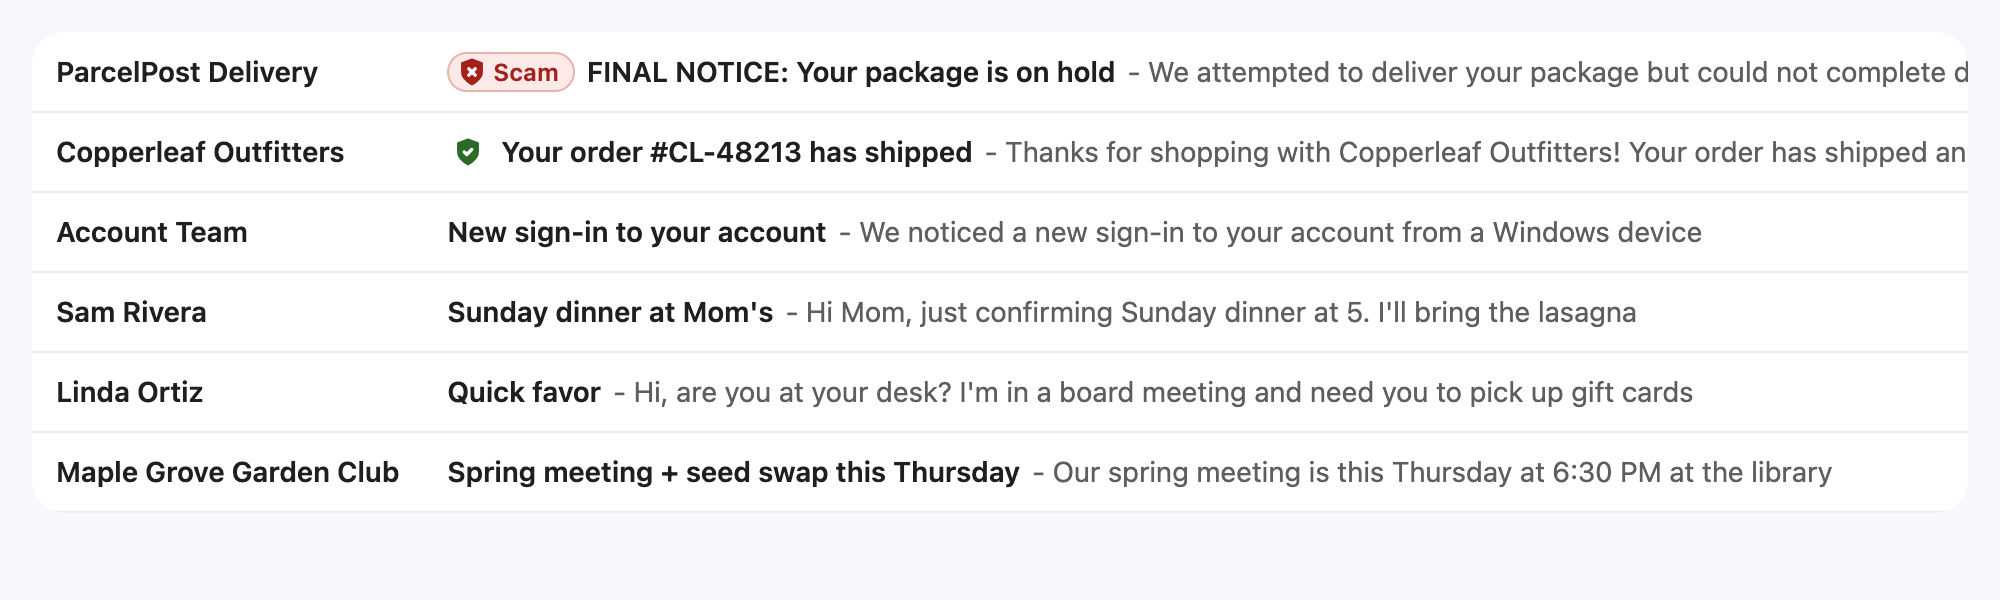 ParcelPost Delivery Scam FINAL NOTICE: Your package is on hold - We attempted to deliver your package but could not complete
Copperleaf Outfitters Your order #CL-48213 has shipped - Thanks for shopping with Copperleaf Outfitters! Your order has shipped
Account Team New sign-in to your account - We noticed a new sign-in to your account from a Windows device
Sam Rivera Sunday dinner at Mom's - Hi Mom, just confirming Sunday dinner at 5. I'll bring the lasagna
Linda Ortiz Quick favor - Hi, are you at your desk? I'm in a board meeting and need you to pick up gift cards
Maple Grove Garden Club Spring meeting + seed swap this Thursday - Our spring meeting is this Thursday at 6:30 PM at the library